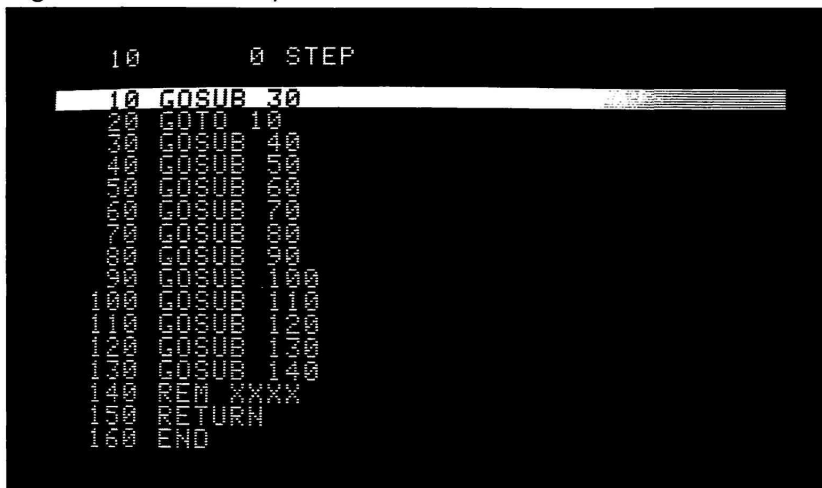 10 0 STEP
10 GOSUB 30
20 GOTO 10
30 GOSUB 40
40 GOSUB 50
50 GOSUB 60
60 GOSUB 70
70 GOSUB 80
80 GOSUB 90
90 GOSUB 100
100 GOSUB 110
110 GOSUB 120
120 GOSUB 130
130 GOSUB 140
140 REM XXXX
150 RETURN
160 END